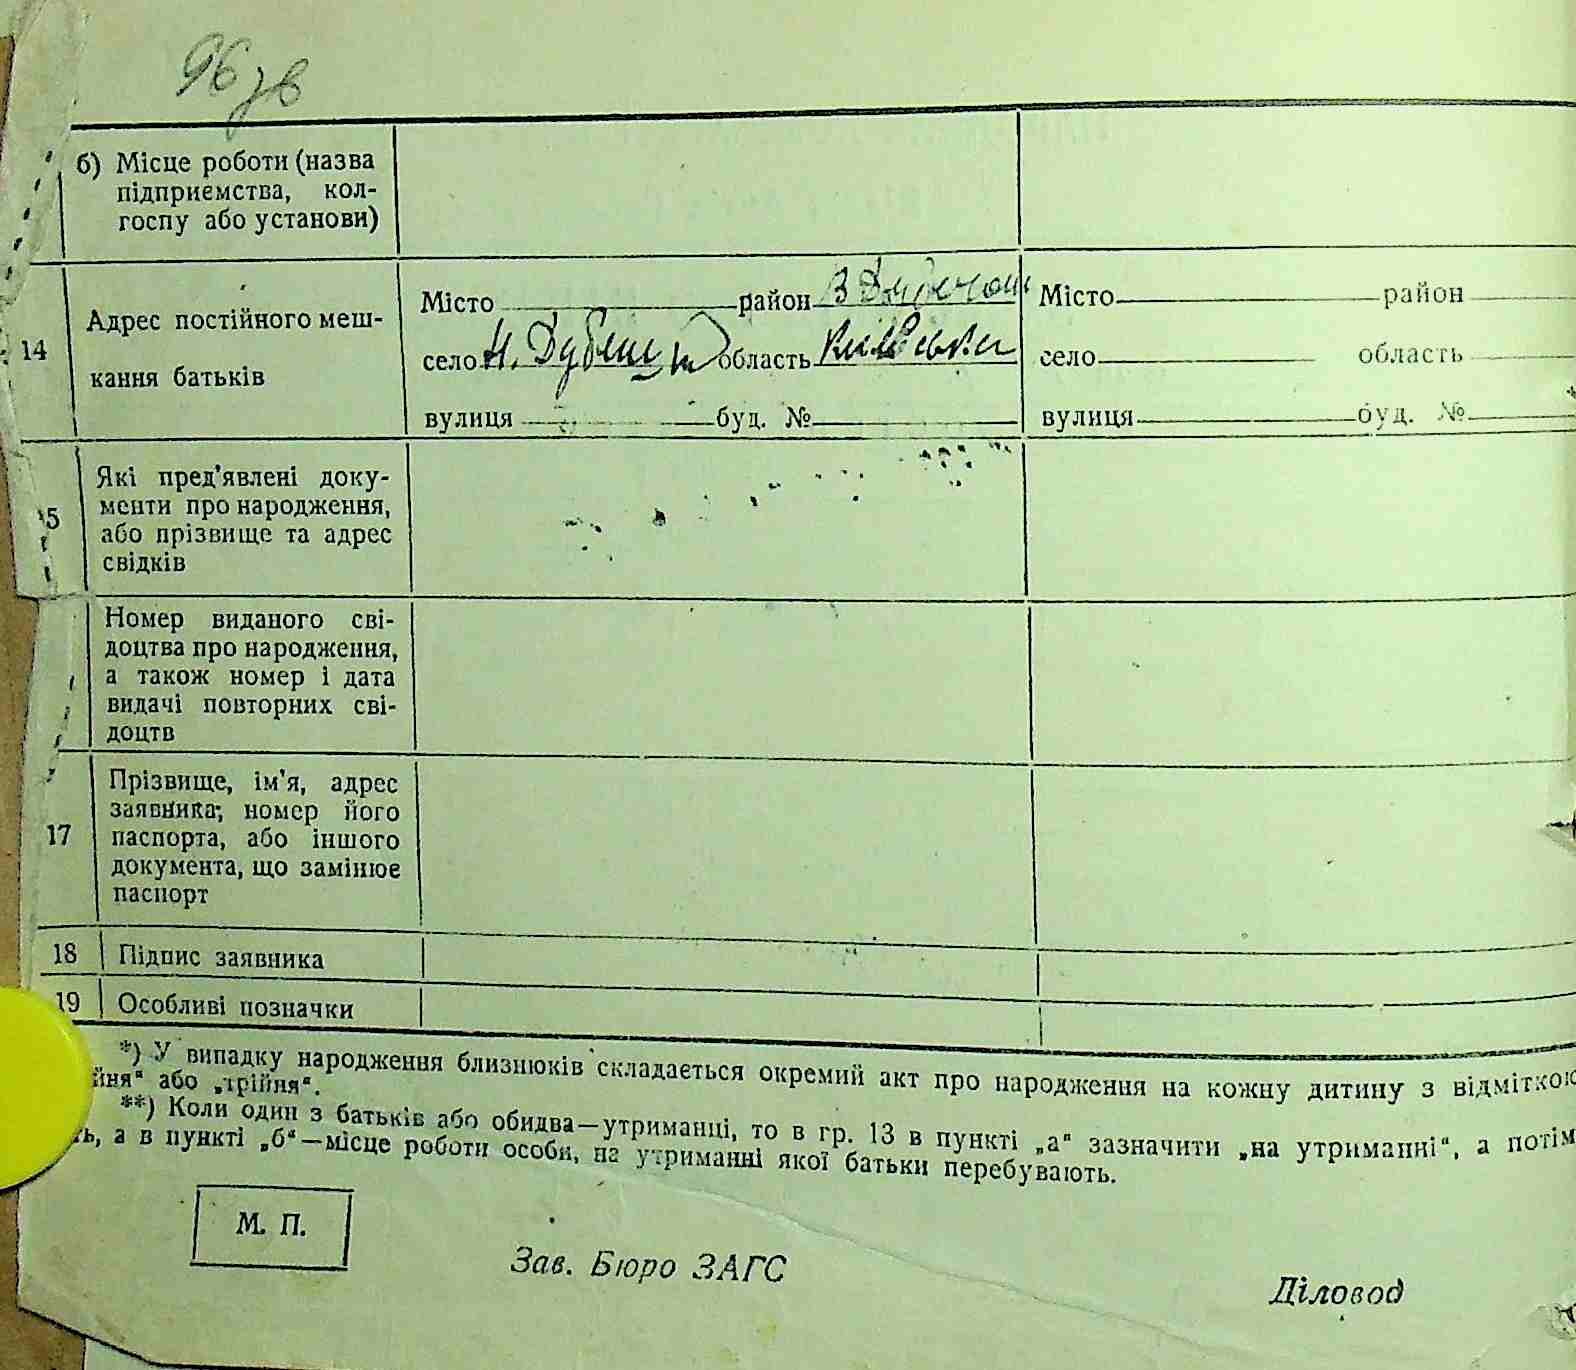 96 зв
б) Місце роботи (назва
підприємства, кол-
госпу або установи)
14
Адрес постійного меш-
кання батьків
Місто район
село Н. Дубеш область Київська
вулиця буд. №
Місто район
село область
вулиця буд. №
5
Які пред'явлені доку-
менти про народження,
або прізвище та адрес
свідків
Номер виданого сві-
доцтва про народження,
а також номер і дата
видачі повторних сві-
доцтв
17
Прізвище, ім'я, адрес
заявника; номер його
паспорта, або іншого
документа, що замінює
паспорт
18 Підпис заявника
19 Особливі позначки
*) У випадку народження близнюків складається окремий акт про народження на кожну дитину з відміткою
йня" або „трійня".
**) Коли один з батьків або обидва—утриманці, то в гр. 13 в пункті „а" зазначити „на утриманні", а потім
ть, а в пункті „б"—місце роботи особи, на утриманні якої батьки перебувають.
М. П.
Зав. Бюро ЗАГС
Діловод